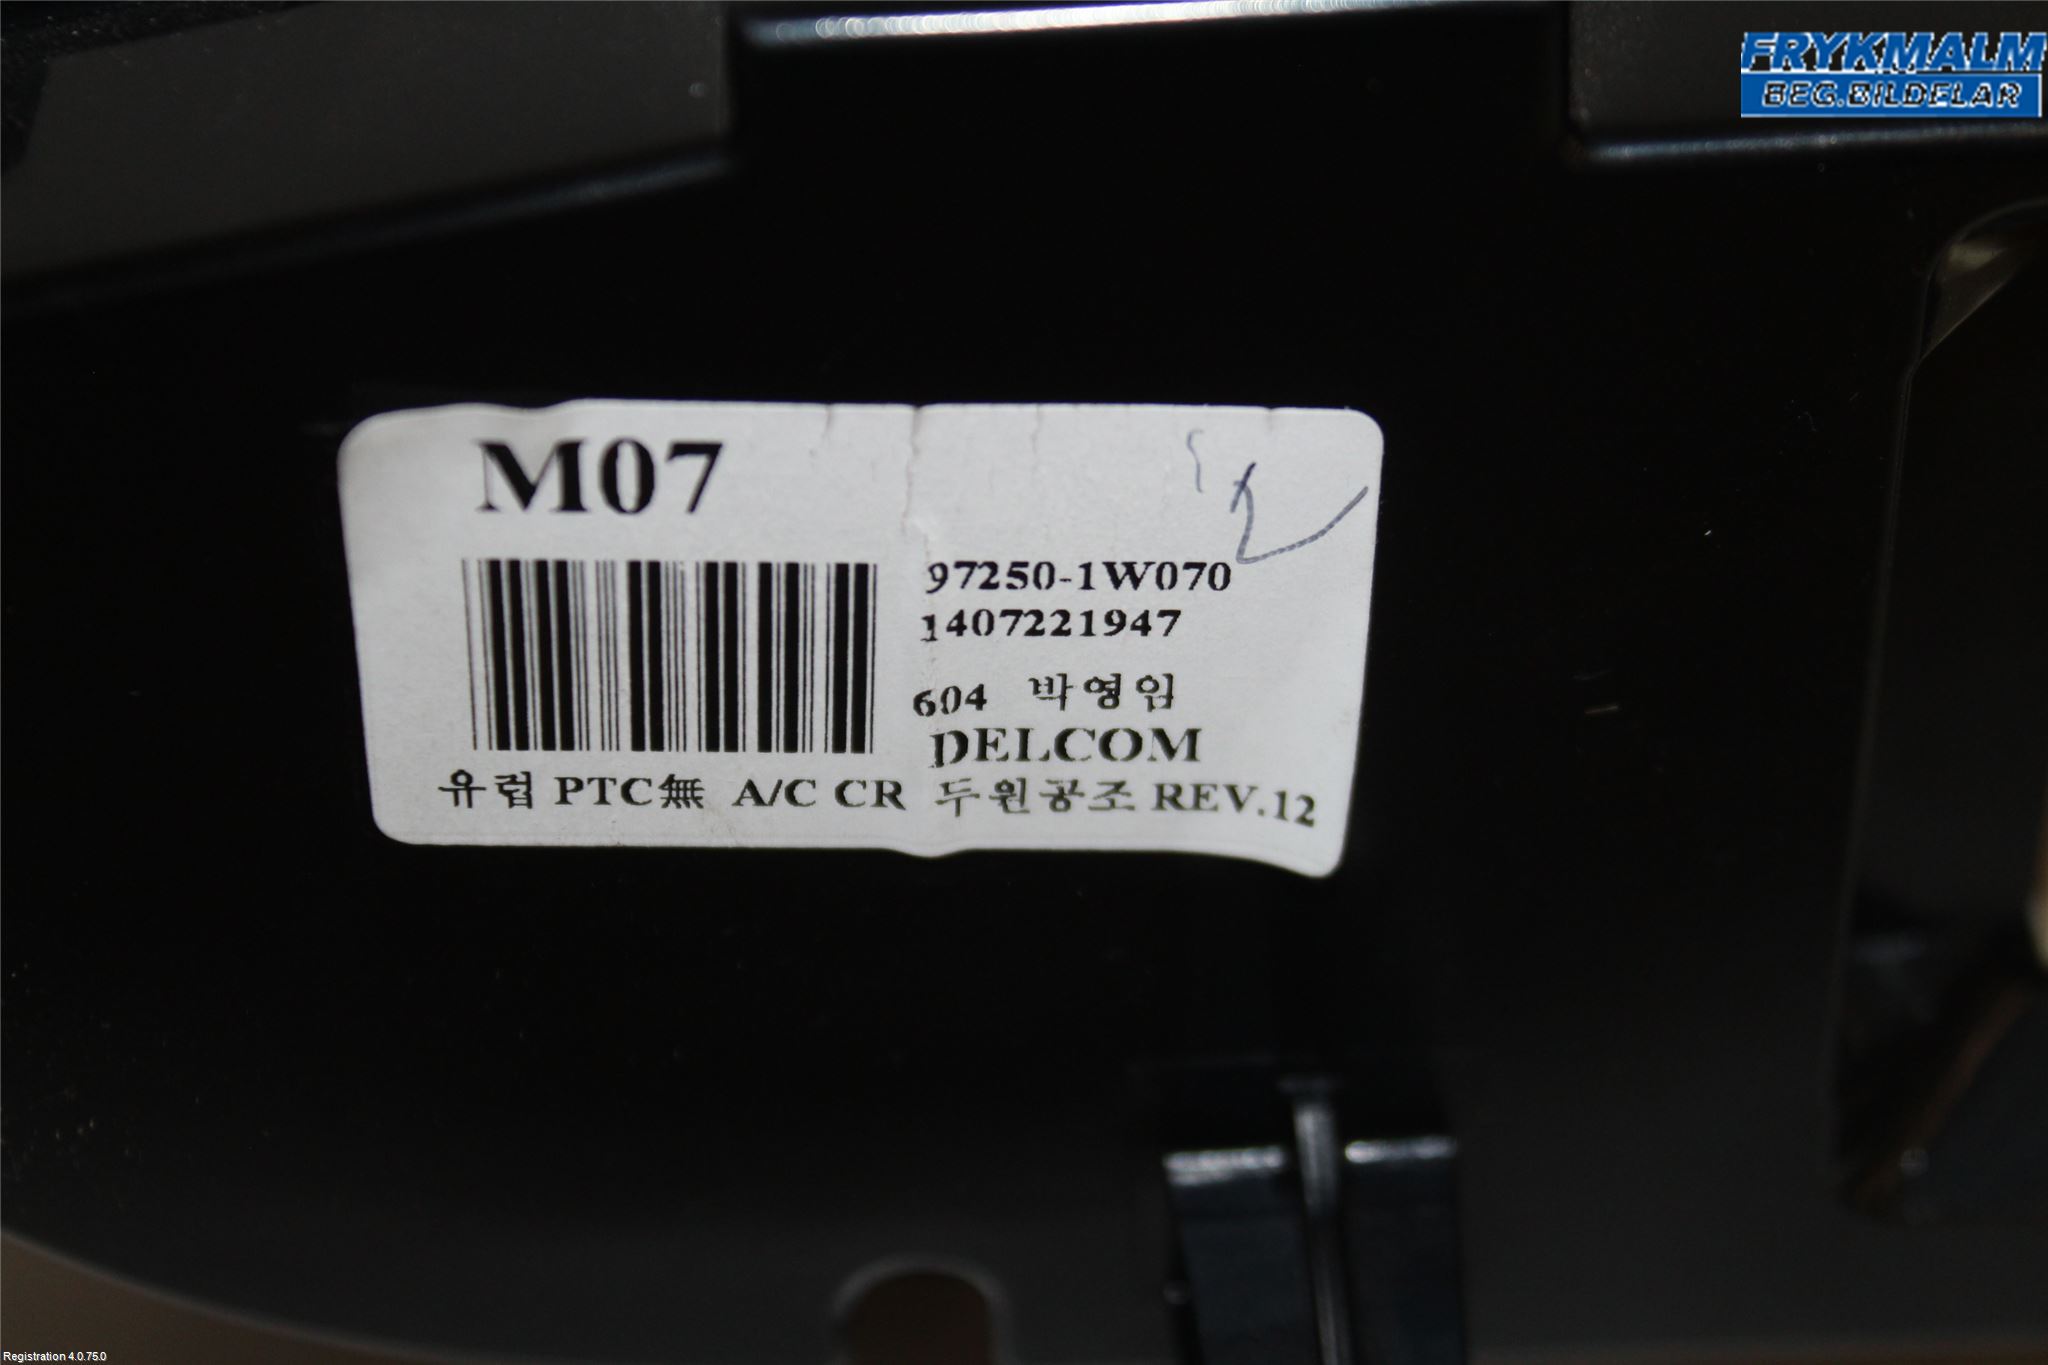 FRYKMALM
BEG.BILDELAR
M07
97250-1W070
1407221947
604 박영임
DELCOM
유럽 PTC無 A/C CR 두원공조 REV.12
Registration 4.0.75.0